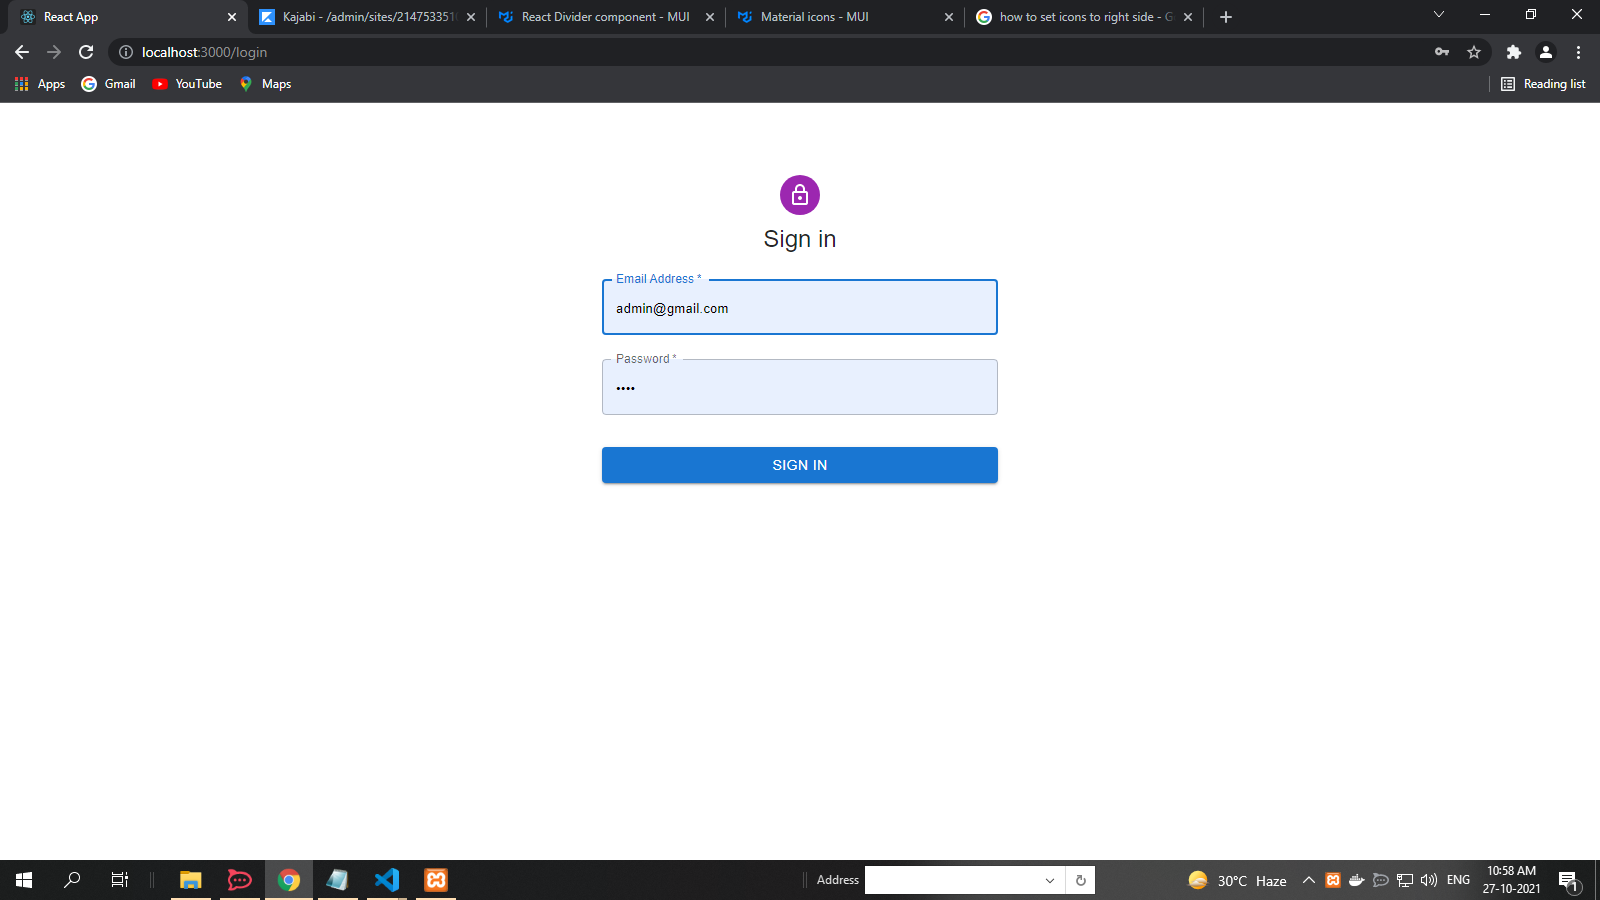 React App
Kajabi - /admin/sites/214753351
React Divider component - MUI
Material icons - MUI
how to set icons to right side - G
localhost:3000/login
Apps
Gmail
YouTube
Maps
Reading list
Sign in
Email Address *
admin@gmail.com
Password *
••••
SIGN IN
Address
30°C Haze
ENG
10:58 AM
27-10-2021
1